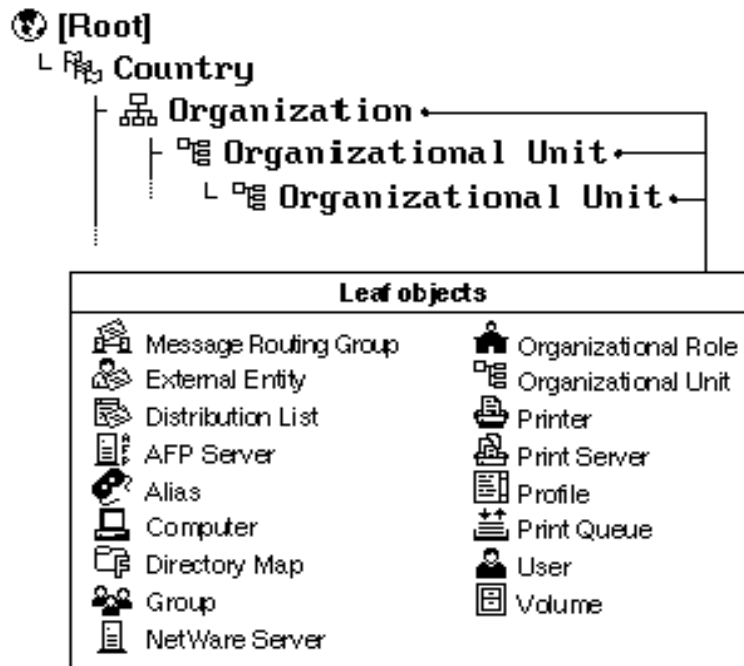 [Root]
Country
Organization
Organizational Unit
Organizational Unit
Leaf objects
Message Routing Group
External Entity
Distribution List
AFP Server
Alias
Computer
Directory Map
Group
NetWare Server
Organizational Role
Organizational Unit
Printer
Print Server
Profile
Print Queue
User
Volume